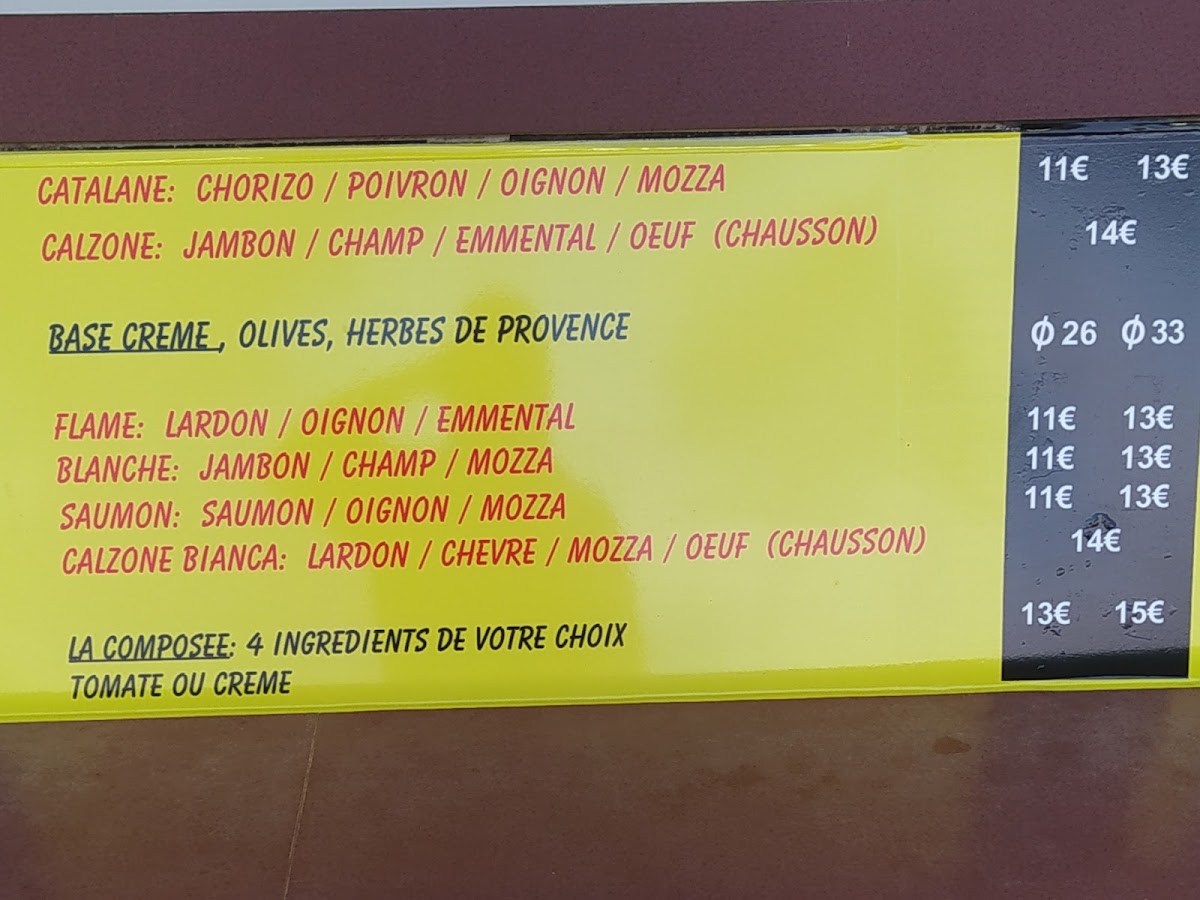 CATALANE: CHORIZO / POIVRON / OIGNON / MOZZA 11€ 13€
CALZONE: JAMBON / CHAMP / EMMENTAL / OEUF (CHAUSSON) 14€
BASE CREME , OLIVES, HERBES DE PROVENCE Ø 26 Ø 33
FLAME: LARDON / OIGNON / EMMENTAL 11€ 13€
BLANCHE: JAMBON / CHAMP / MOZZA 11€ 13€
SAUMON: SAUMON / OIGNON / MOZZA 11€ 13€
CALZONE BIANCA: LARDON / CHEVRE / MOZZA / OEUF (CHAUSSON) 14€
LA COMPOSEE: 4 INGREDIENTS DE VOTRE CHOIX 13€ 15€
TOMATE OU CREME